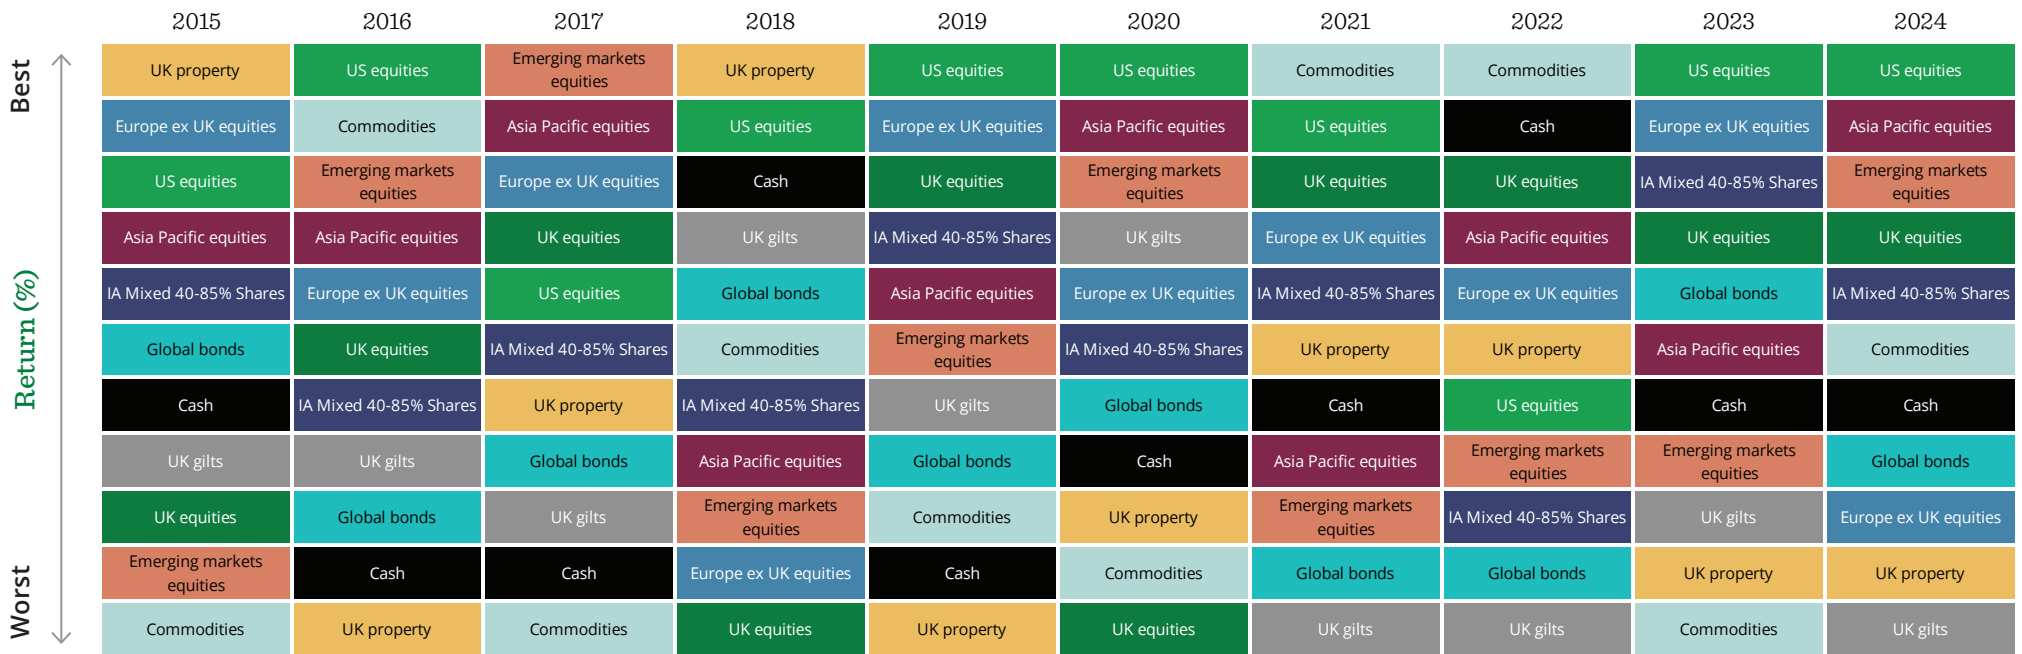 2015 2016 2017 2018 2019 2020 2021 2022 2023 2024
Best
Return (%)
Worst
UK property US equities Emerging markets equities UK property US equities US equities Commodities Commodities US equities US equities
Europe ex UK equities Commodities Asia Pacific equities US equities Europe ex UK equities Asia Pacific equities US equities Cash Europe ex UK equities Asia Pacific equities
US equities Emerging markets equities Europe ex UK equities Cash UK equities Emerging markets equities UK equities UK equities IA Mixed 40-85% Shares Emerging markets equities
Asia Pacific equities Asia Pacific equities UK equities UK gilts IA Mixed 40-85% Shares UK gilts Europe ex UK equities Asia Pacific equities UK equities UK equities
IA Mixed 40-85% Shares Europe ex UK equities US equities Global bonds Asia Pacific equities Europe ex UK equities IA Mixed 40-85% Shares Europe ex UK equities Global bonds IA Mixed 40-85% Shares
Global bonds UK equities IA Mixed 40-85% Shares Commodities Emerging markets equities IA Mixed 40-85% Shares UK property UK property Asia Pacific equities Commodities
Cash IA Mixed 40-85% Shares UK property IA Mixed 40-85% Shares UK gilts Global bonds Cash US equities Cash Cash
UK gilts UK gilts Global bonds Asia Pacific equities Global bonds Cash Asia Pacific equities Emerging markets equities Emerging markets equities Global bonds
UK equities Global bonds UK gilts Emerging markets equities Commodities UK property Emerging markets equities IA Mixed 40-85% Shares UK gilts Europe ex UK equities
Emerging markets equities Cash Cash Europe ex UK equities Cash Commodities Global bonds Global bonds UK property UK property
Commodities UK property Commodities UK equities UK property UK equities UK gilts UK gilts Commodities UK gilts